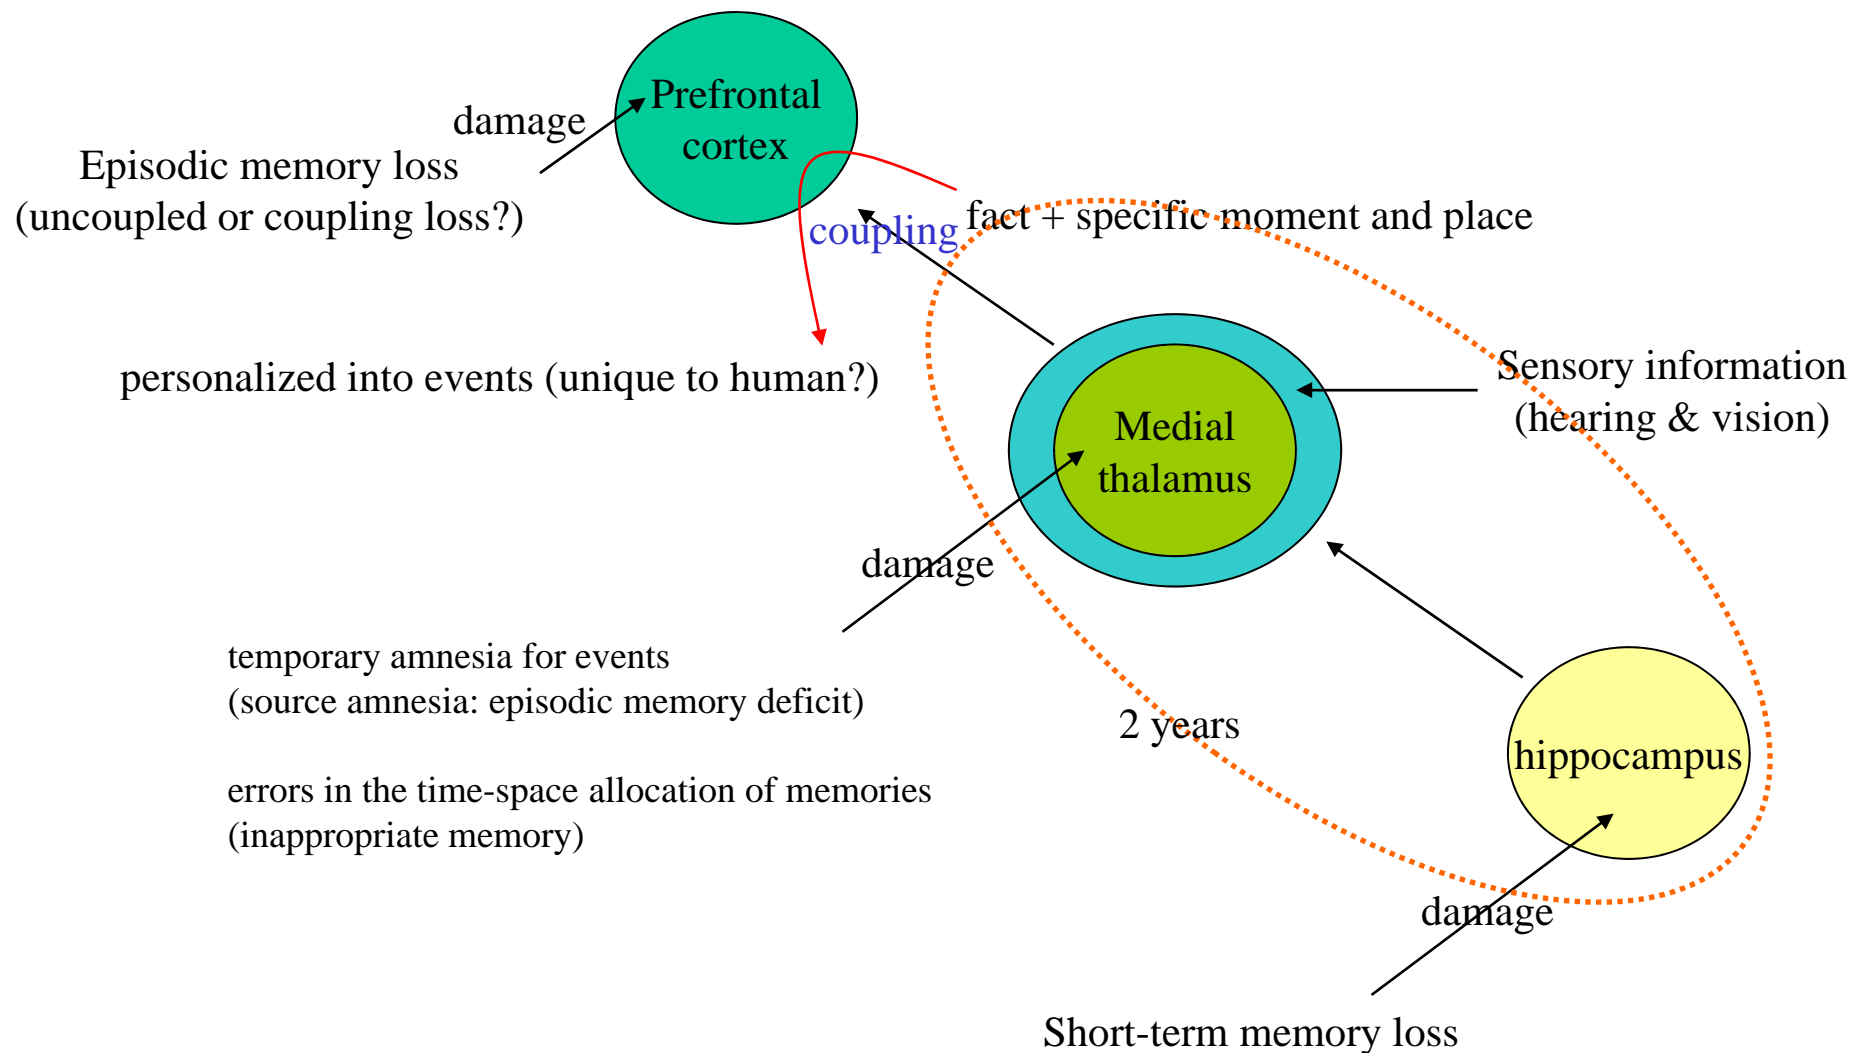 Prefrontal
cortex
damage
Episodic memory loss
(uncoupled or coupling loss?)
coupling
fact + specific moment and place
personalized into events (unique to human?)
Sensory information
(hearing & vision)
Medial
thalamus
damage
temporary amnesia for events
(source amnesia: episodic memory deficit)
errors in the time-space allocation of memories
(inappropriate memory)
2 years
hippocampus
damage
Short-term memory loss